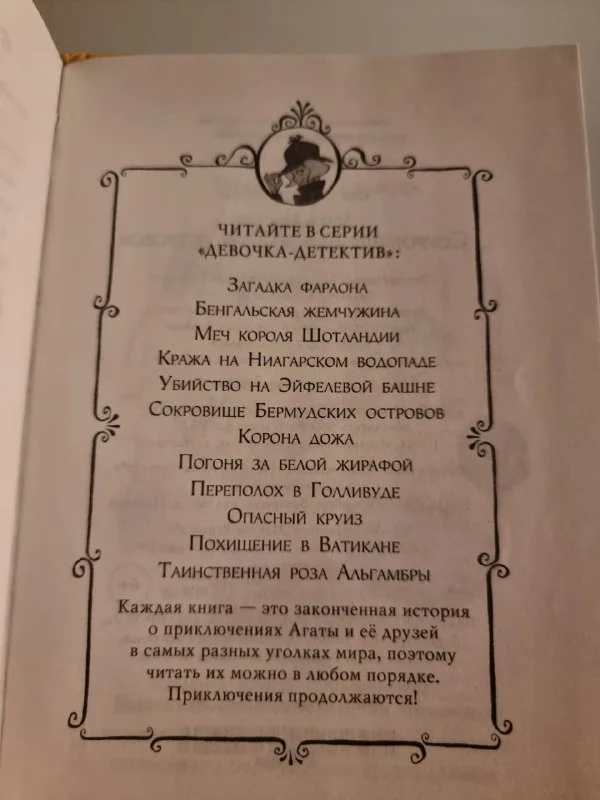 ЧИТАЙТЕ В СЕРИИ
«ДЕВОЧКА-ДЕТЕКТИВ»:
ЗАГАДКА ФАРАОНА
БЕНГАЛЬСКАЯ ЖЕМЧУЖИНА
МЕЧ КОРОЛЯ ШОТЛАНДИИ
КРАЖА НА НИАГАРСКОМ ВОДОПАДЕ
УБИЙСТВО НА ЭЙФЕЛЕВОЙ БАШНЕ
СОКРОВИЩЕ БЕРМУДСКИХ ОСТРОВОВ
КОРОНА ДОЖА
ПОГОНЯ ЗА БЕЛОЙ ЖИРАФОЙ
ПЕРЕПОЛОХ В ГОЛЛИВУДЕ
ОПАСНЫЙ КРУИЗ
ПОХИЩЕНИЕ В ВАТИКАНЕ
ТАИНСТВЕННАЯ РОЗА АЛЬГАМБРЫ
Каждая книга — это законченная история
о приключениях Агаты и её друзей
в самых разных уголках мира, поэтому
читать их можно в любом порядке.
Приключения продолжаются!